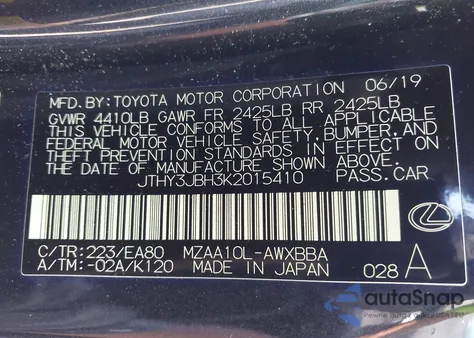 MFD.BY:TOYOTA MOTOR CORPORATION 06/19
GVWR 4410LB GAWR FR 2425LB RR 2425LB
THIS VEHICLE CONFORMS TO ALL APPLICABLE
FEDERAL MOTOR VEHICLE SAFETY,BUMPER,AND
THEFT PREVENTION STANDARDS IN EFFECT ON
THE DATE OF MANUFACTURE SHOWN ABOVE.
JTHY3JBH3K2015410 PASS.CAR
C/TR:223/EA80 MZAA10L-AWXBBA
A/TM:-02A/K120 MADE IN JAPAN 028 A
autoSnap